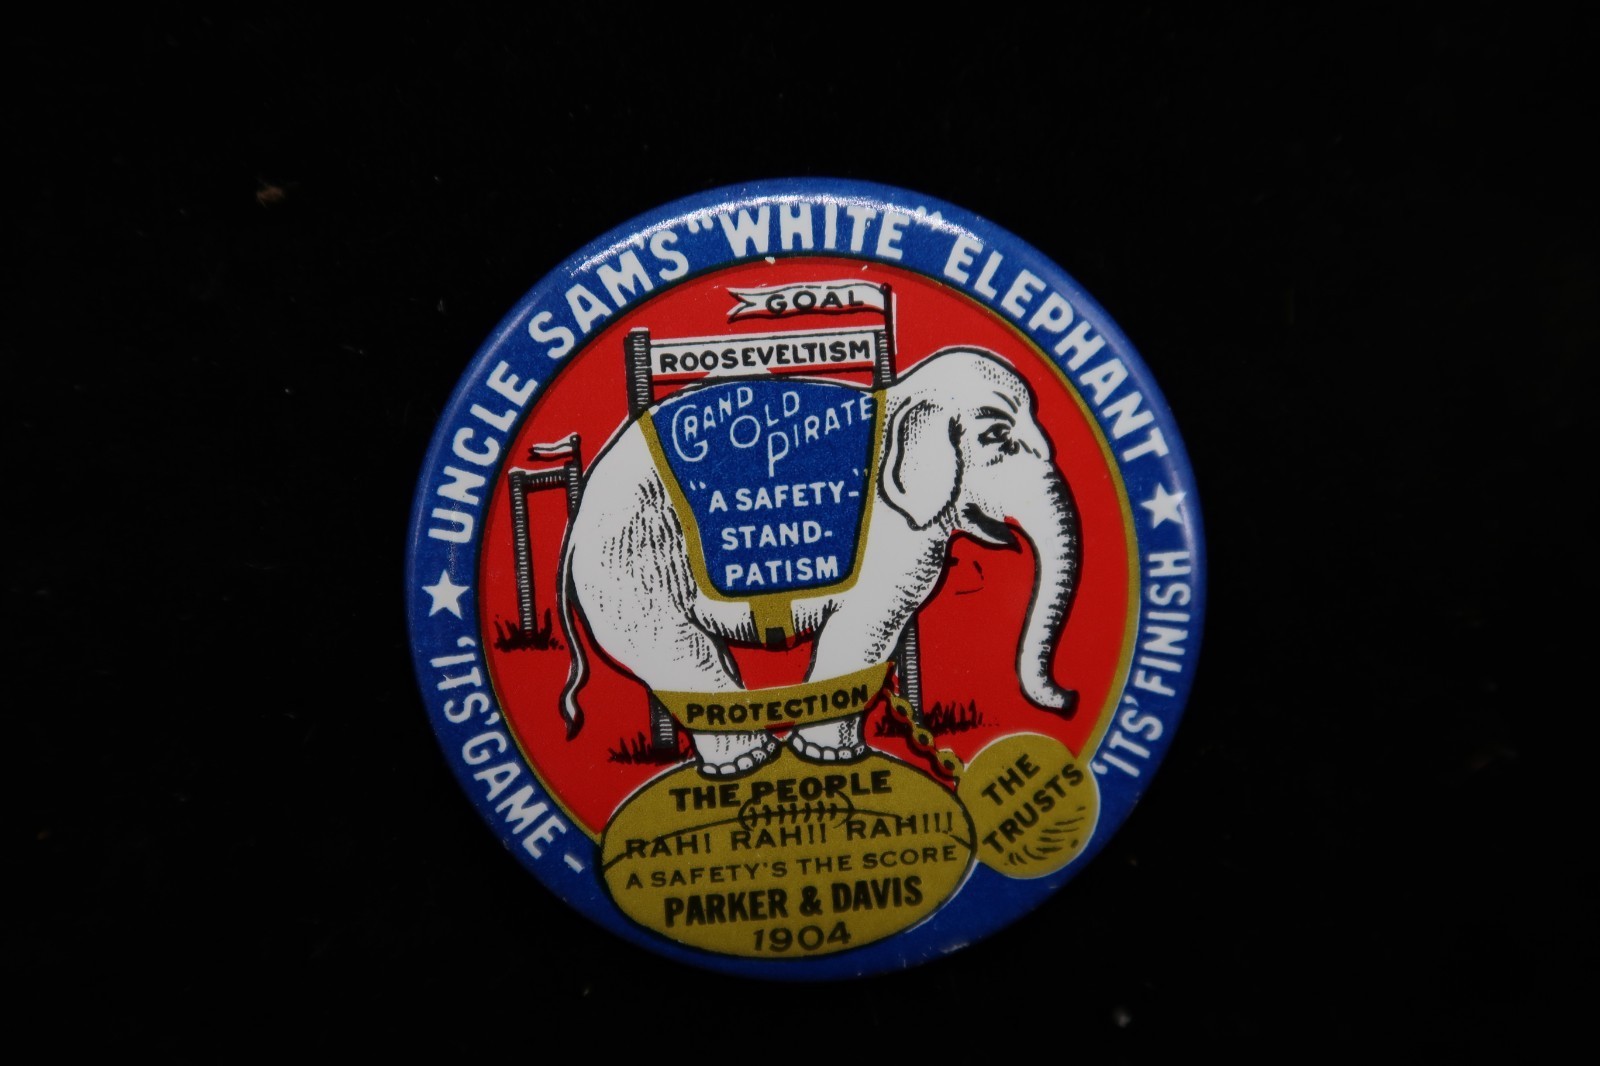 UNCLE SAM'S "WHITE" ELEPHANT
GOAL
ROOSEVELTISM
GRAND
OLD
PIRATE
"A SAFETY-"
STAND-
PATISM
PROTECTION
THE
TRUSTS
THE PEOPLE
RAH! RAH!! RAH!!!
A SAFETY'S THE SCORE
PARKER & DAVIS
1904
'ITS' GAME -
'ITS' FINISH